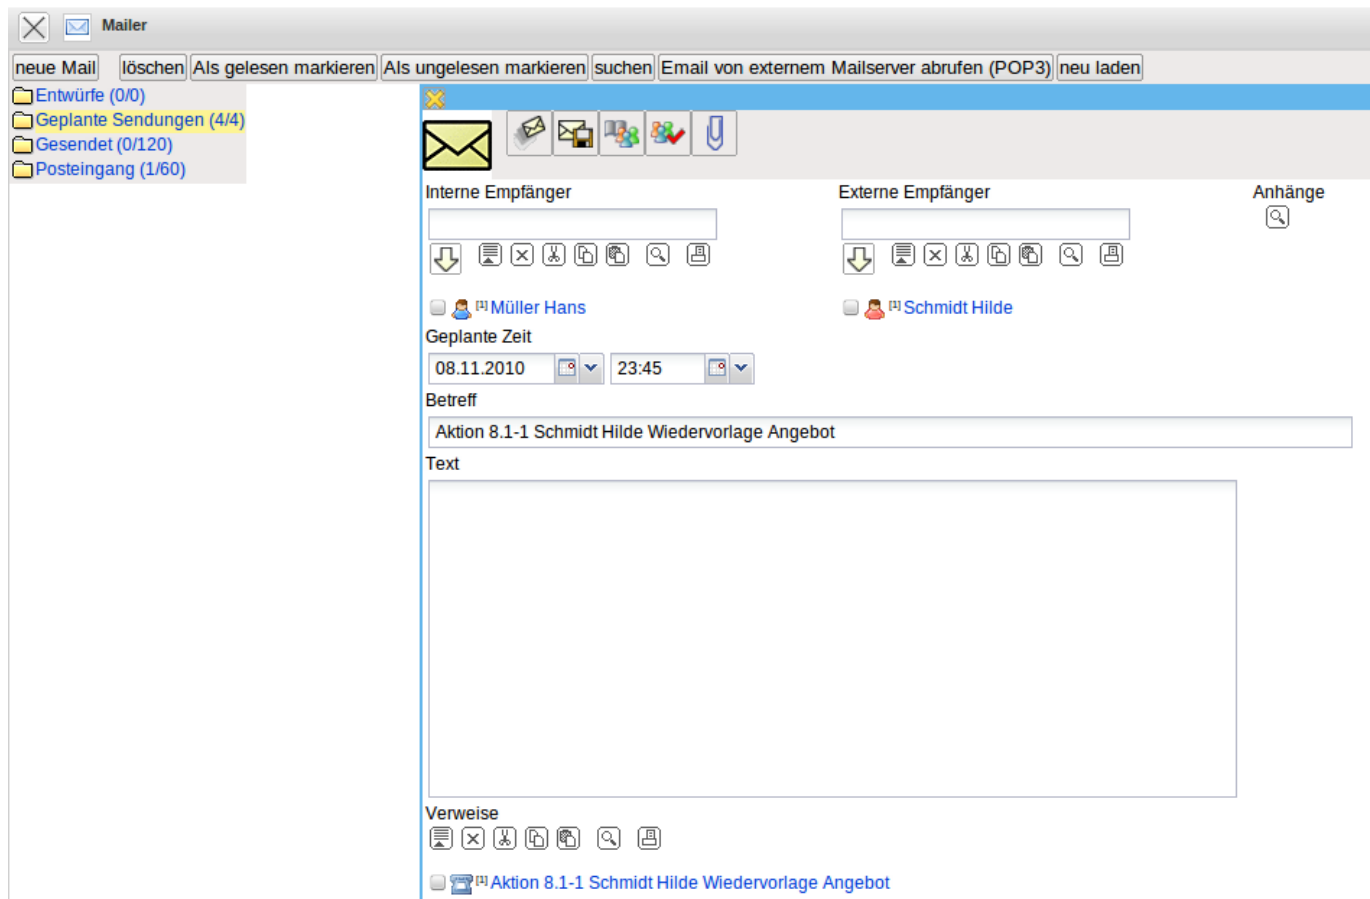 Mailer
neue Mail löschen Als gelesen markieren Als ungelesen markieren suchen Email von externem Mailserver abrufen (POP3) neu laden
Entwürfe (0/0)
Geplante Sendungen (4/4)
Gesendet (0/120)
Posteingang (1/60)
Interne Empfänger Externe Empfänger Anhänge
[1] Müller Hans [1] Schmidt Hilde
Geplante Zeit
08.11.2010 23:45
Betreff
Aktion 8.1-1 Schmidt Hilde Wiedervorlage Angebot
Text
Verweise
[1] Aktion 8.1-1 Schmidt Hilde Wiedervorlage Angebot